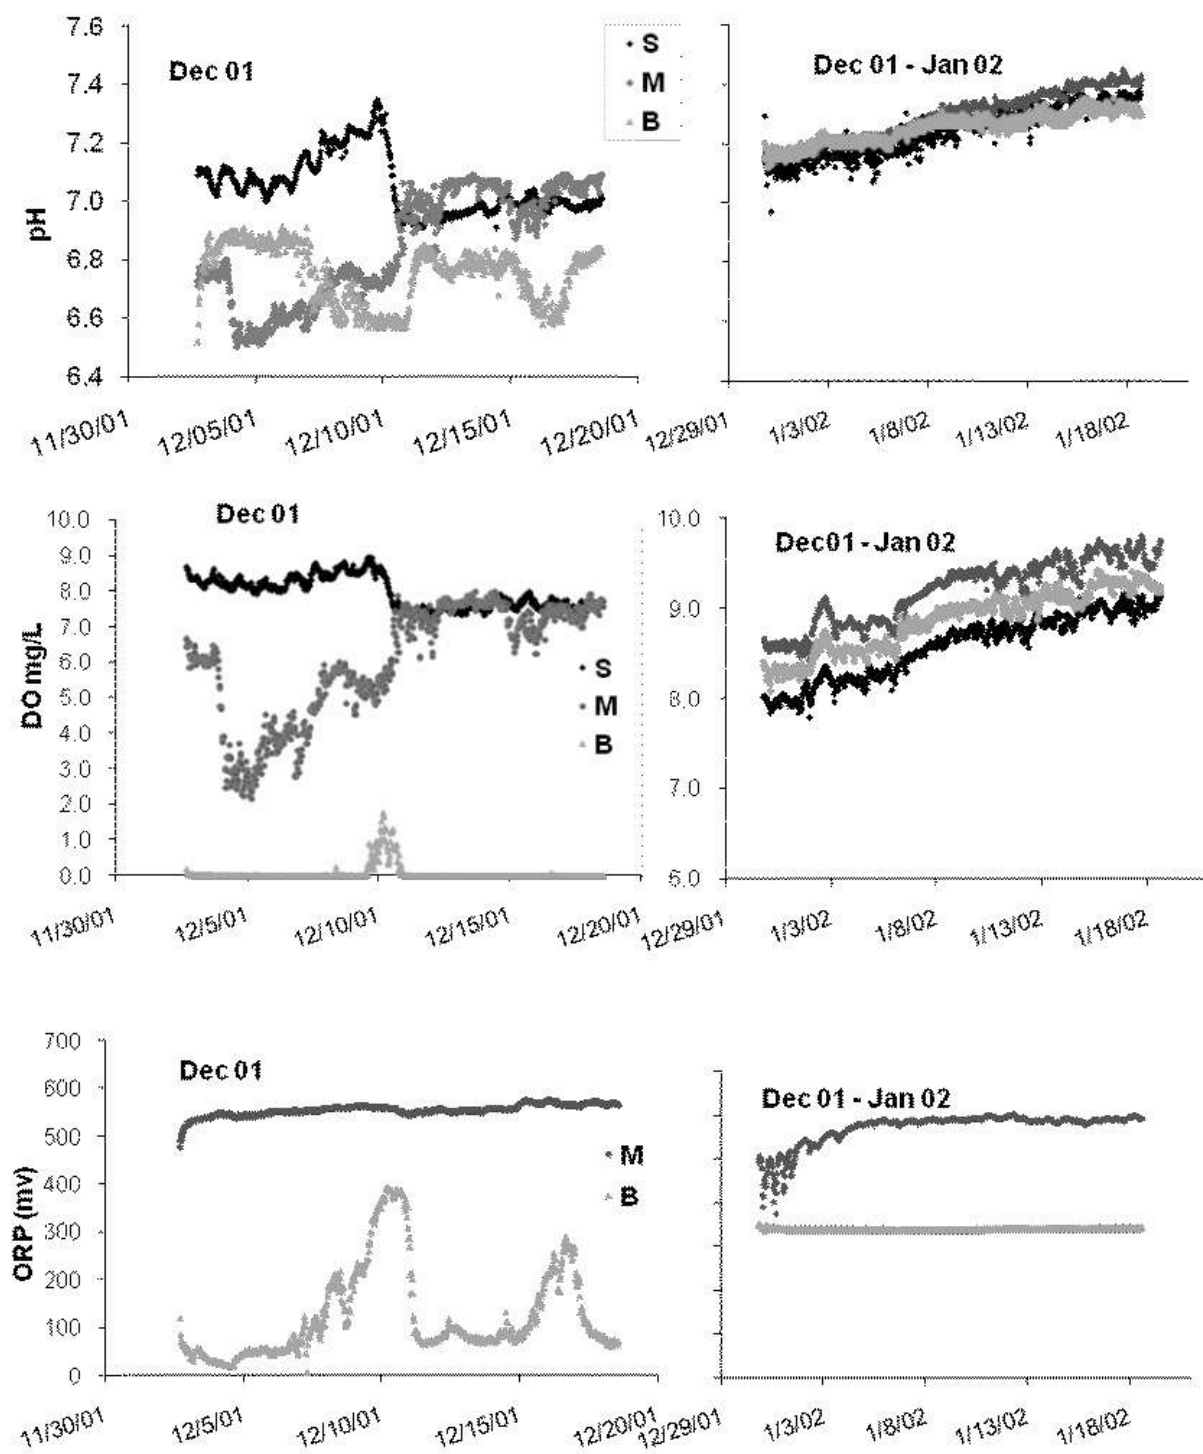 7.6
7.4
7.2
7.0
6.8
6.6
6.4
pH
Dec 01
S
M
B
11/30/01 12/05/01 12/10/01 12/15/01 12/20/01
Dec 01 - Jan 02
12/29/01 1/3/02 1/8/02 1/13/02 1/18/02
10.0
9.0
8.0
7.0
6.0
5.0
4.0
3.0
2.0
1.0
0.0
DO mg/L
Dec 01
S
M
B
11/30/01 12/5/01 12/10/01 12/15/01 12/20/01
10.0
9.0
8.0
7.0
6.0
Dec01 - Jan 02
12/29/01 1/3/02 1/8/02 1/13/02 1/18/02
700
600
500
400
300
200
100
0
ORP (mv)
Dec 01
M
B
11/30/01 12/5/01 12/10/01 12/15/01 12/20/01
Dec 01 - Jan 02
12/29/01 1/3/02 1/8/02 1/13/02 1/18/02